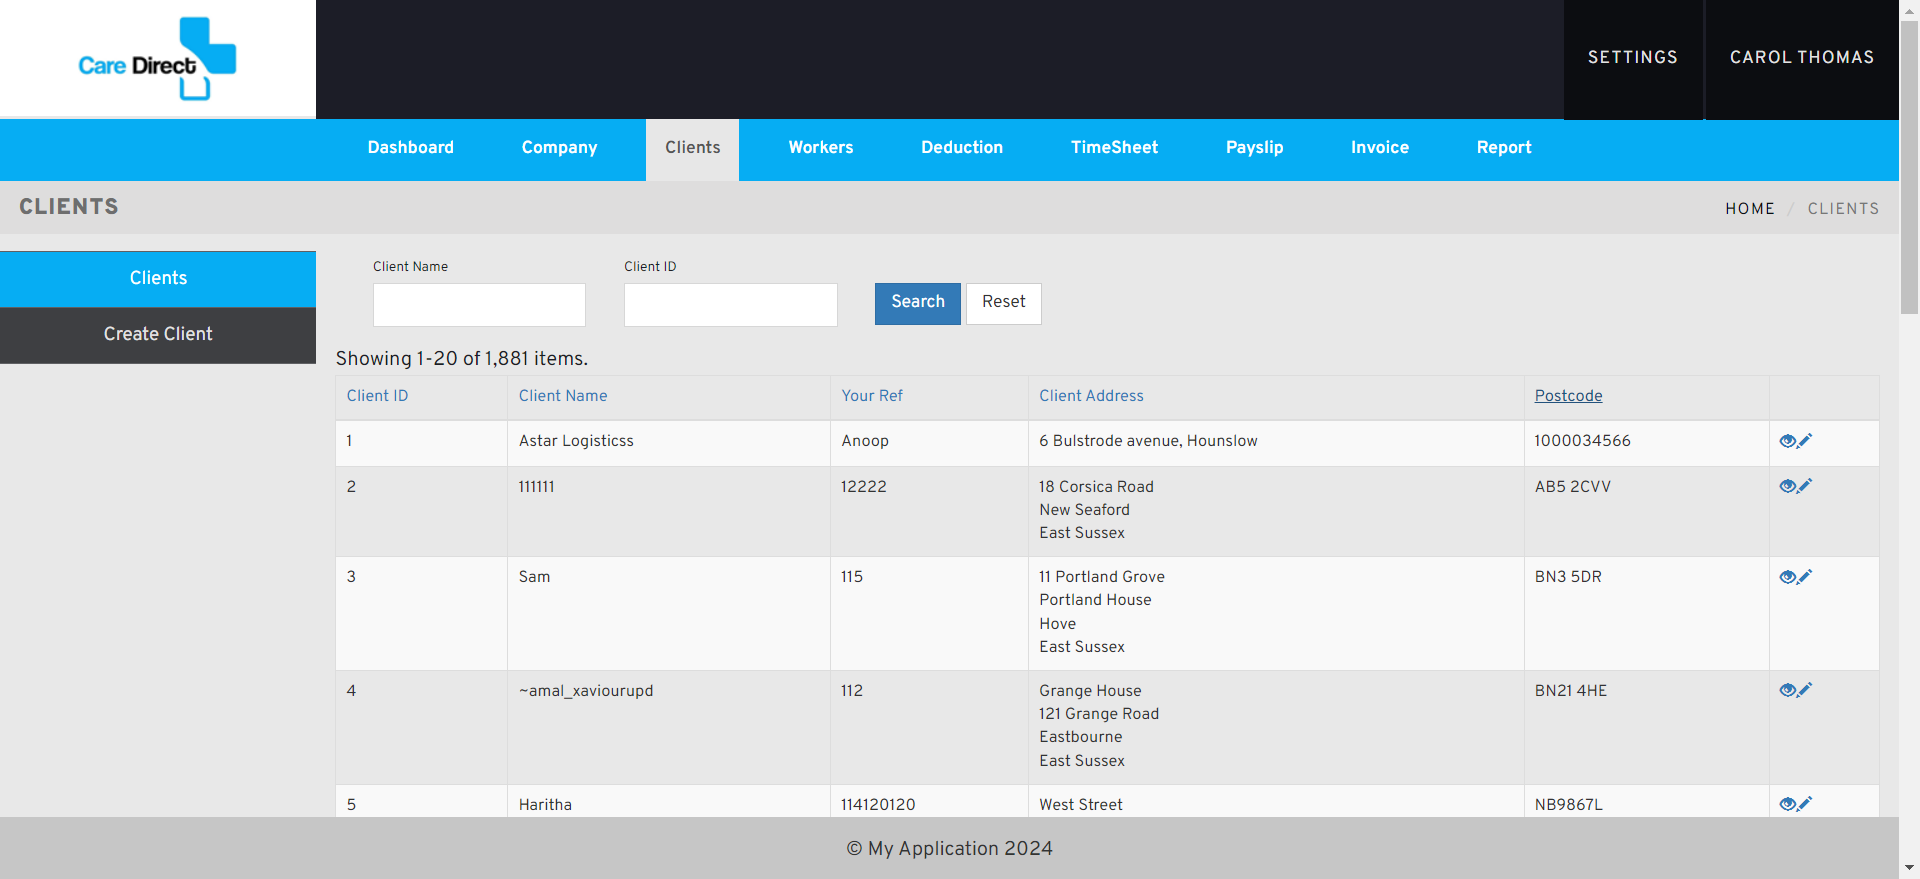 Care Direct
SETTINGS
CAROL THOMAS
Dashboard
Company
Clients
Workers
Deduction
TimeSheet
Payslip
Invoice
Report
CLIENTS
HOME / CLIENTS
Clients
Create Client
Client Name
Client ID
Search
Reset
Showing 1-20 of 1,881 items.
Client ID Client Name Your Ref Client Address Postcode
1 Astar Logisticss Anoop 6 Bulstrode avenue, Hounslow 1000034566
2 111111 12222 18 Corsica Road AB5 2CVV
New Seaford
East Sussex
3 Sam 115 11 Portland Grove BN3 5DR
Portland House
Hove
East Sussex
4 ~amal_xaviourupd 112 Grange House BN21 4HE
121 Grange Road
Eastbourne
East Sussex
5 Haritha 114120120 West Street NB9867L
© My Application 2024